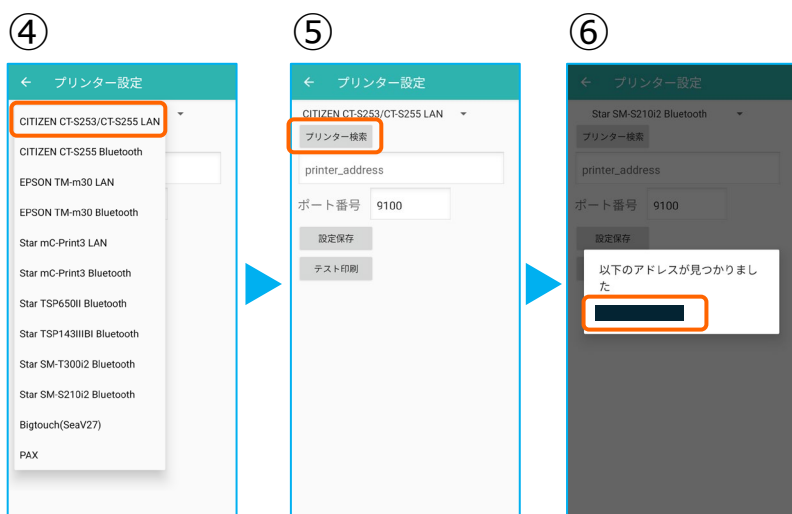 ④
← プリンター設定
CITIZEN CT-S253/CT-S255 LAN
CITIZEN CT-S255 Bluetooth
EPSON TM-m30 LAN
EPSON TM-m30 Bluetooth
Star mC-Print3 LAN
Star mC-Print3 Bluetooth
Star TSP650II Bluetooth
Star TSP143IIIBI Bluetooth
Star SM-T300i2 Bluetooth
Star SM-S210i2 Bluetooth
Bigtouch(SeaV27)
PAX
⑤
← プリンター設定
CITIZEN CT-S253/CT-S255 LAN
プリンター検索
printer_address
ポート番号 9100
設定保存
テスト印刷
⑥
← プリンター設定
Star SM-S210i2 Bluetooth
プリンター検索
printer_address
ポート番号 9100
設定保存
以下のアドレスが見つかりまし
た